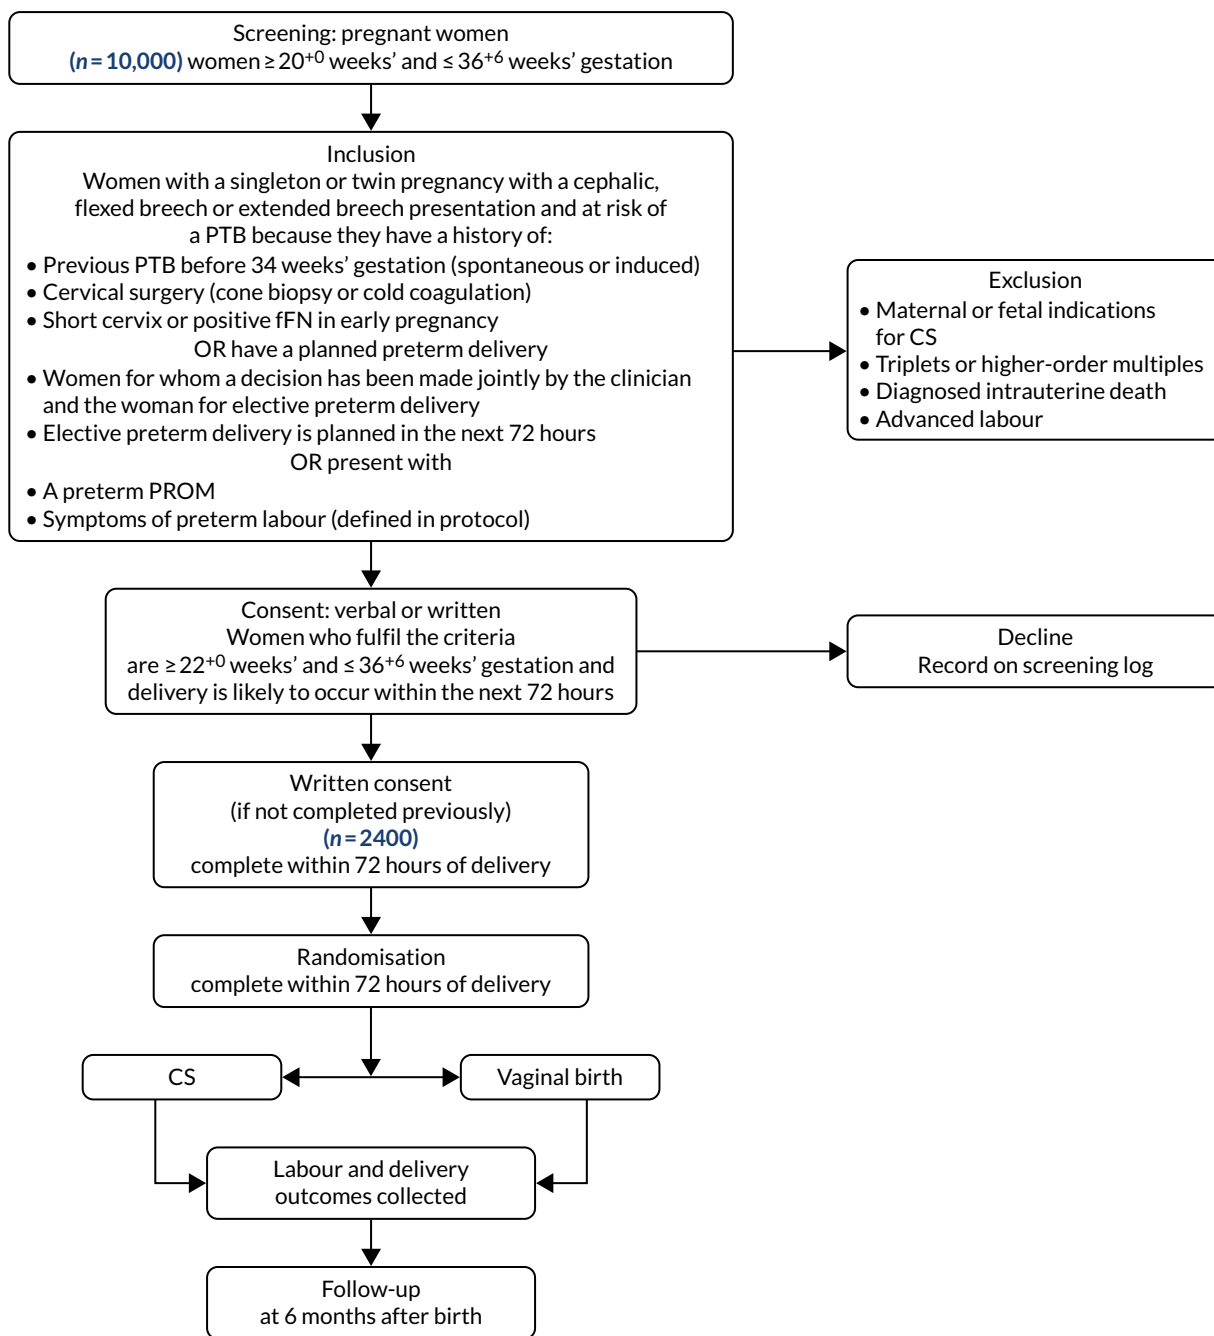 Screening: pregnant women
(n = 10,000) women ≥ 20⁺⁰ weeks’ and ≤ 36⁺⁶ weeks’ gestation
Inclusion
Women with a singleton or twin pregnancy with a cephalic,
flexed breech or extended breech presentation and at risk of
a PTB because they have a history of:
• Previous PTB before 34 weeks’ gestation (spontaneous or induced)
• Cervical surgery (cone biopsy or cold coagulation)
• Short cervix or positive fFN in early pregnancy
OR have a planned preterm delivery
• Women for whom a decision has been made jointly by the clinician
and the woman for elective preterm delivery
• Elective preterm delivery is planned in the next 72 hours
OR present with
• A preterm PROM
• Symptoms of preterm labour (defined in protocol)
Exclusion
• Maternal or fetal indications
for CS
• Triplets or higher-order multiples
• Diagnosed intrauterine death
• Advanced labour
Consent: verbal or written
Women who fulfil the criteria
are ≥ 22⁺⁰ weeks’ and ≤ 36⁺⁶ weeks’ gestation and
delivery is likely to occur within the next 72 hours
Decline
Record on screening log
Written consent
(if not completed previously)
(n = 2400)
complete within 72 hours of delivery
Randomisation
complete within 72 hours of delivery
CS
Vaginal birth
Labour and delivery
outcomes collected
Follow-up
at 6 months after birth